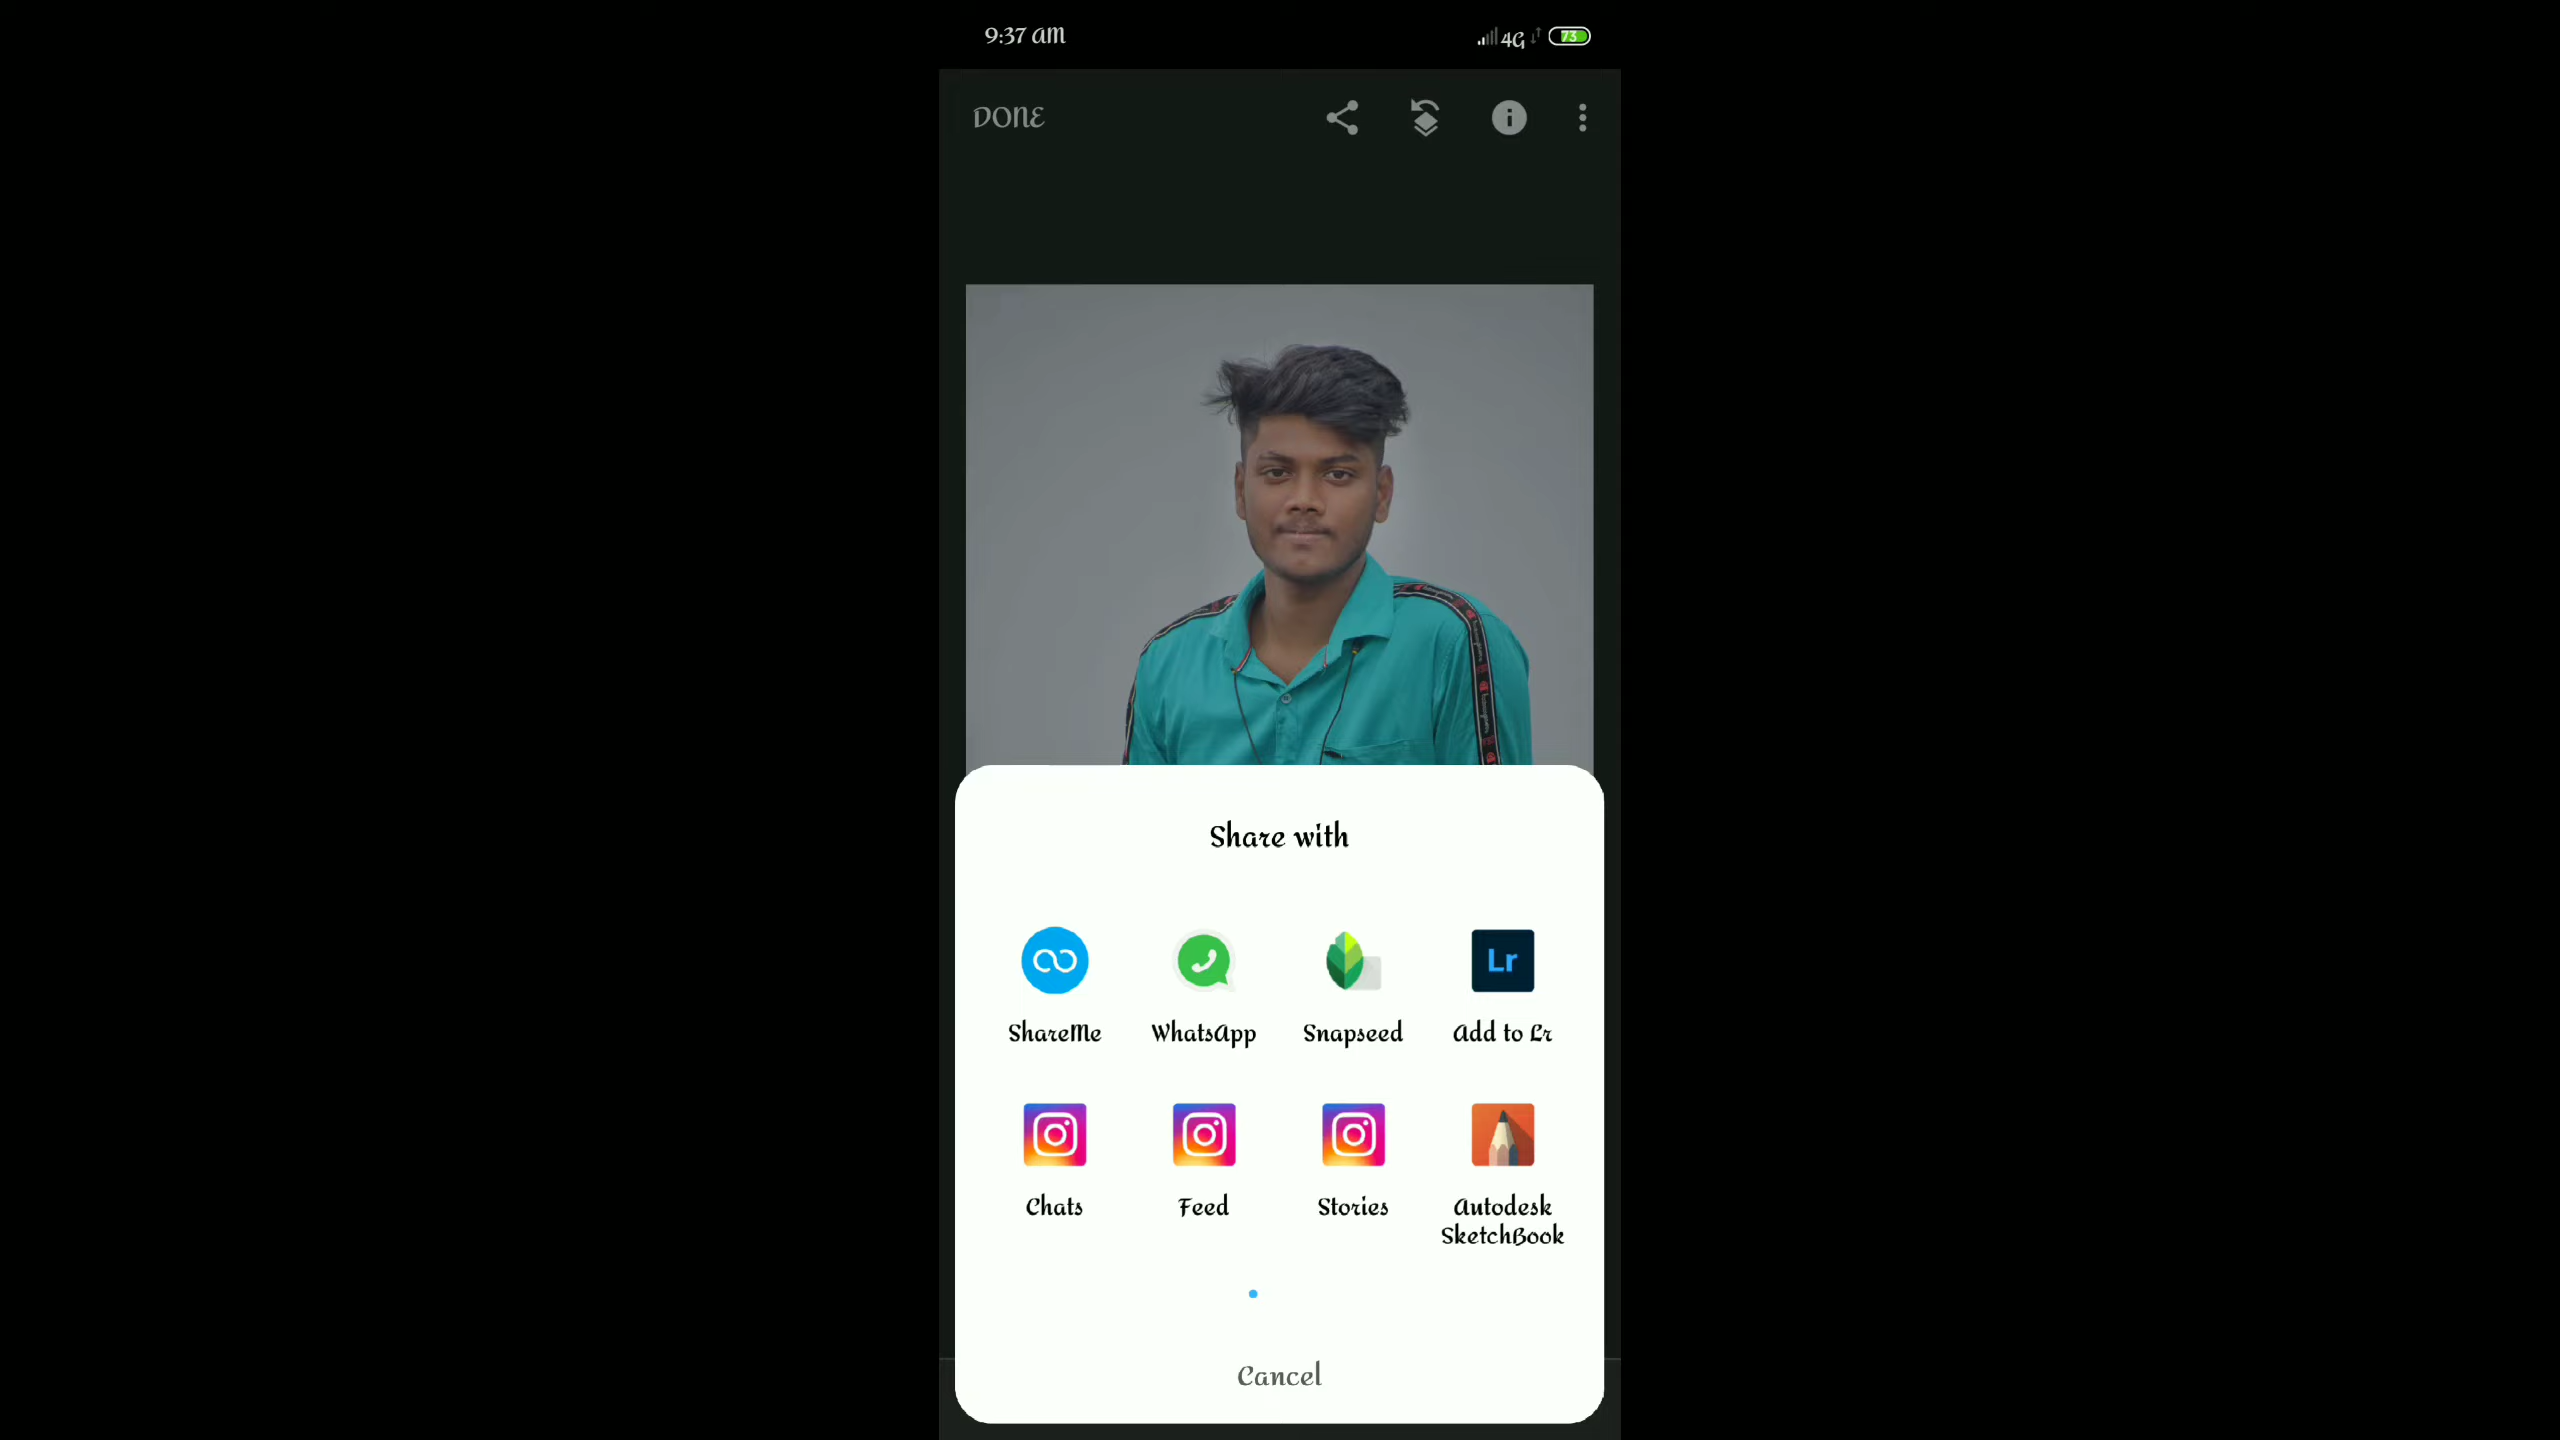 9:37 AM
4G
73
DONE
Share with
ShareMe
WhatsApp
Snapseed
Lr
Add to Lr
Chats
Feed
Stories
Autodesk
SketchBook
Cancel